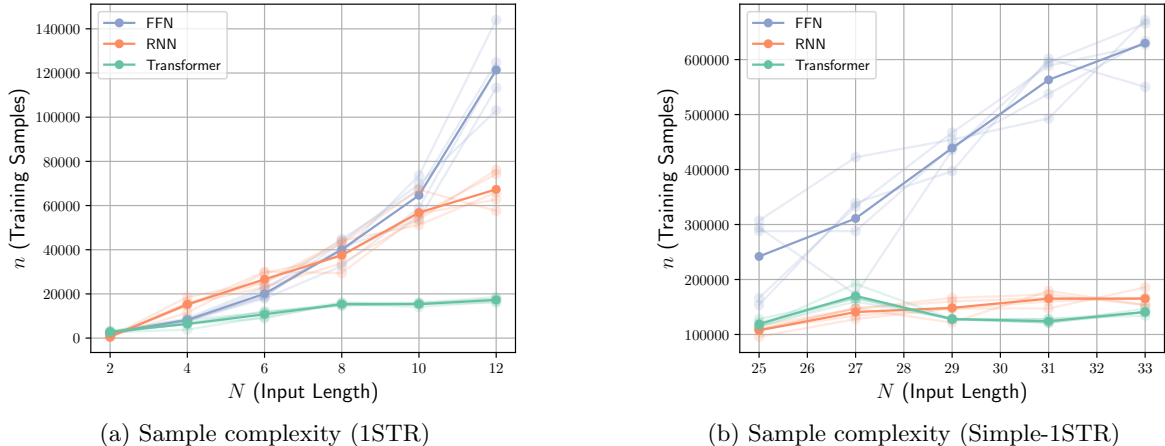 FFN
RNN
Transformer
140000
120000
100000
80000
60000
40000
20000
0
n (Training Samples)
2 4 6 8 10 12
N (Input Length)
(a) Sample complexity (1STR)
FFN
RNN
Transformer
600000
500000
400000
300000
200000
100000
n (Training Samples)
25 26 27 28 29 30 31 32 33
N (Input Length)
(b) Sample complexity (Simple-1STR)